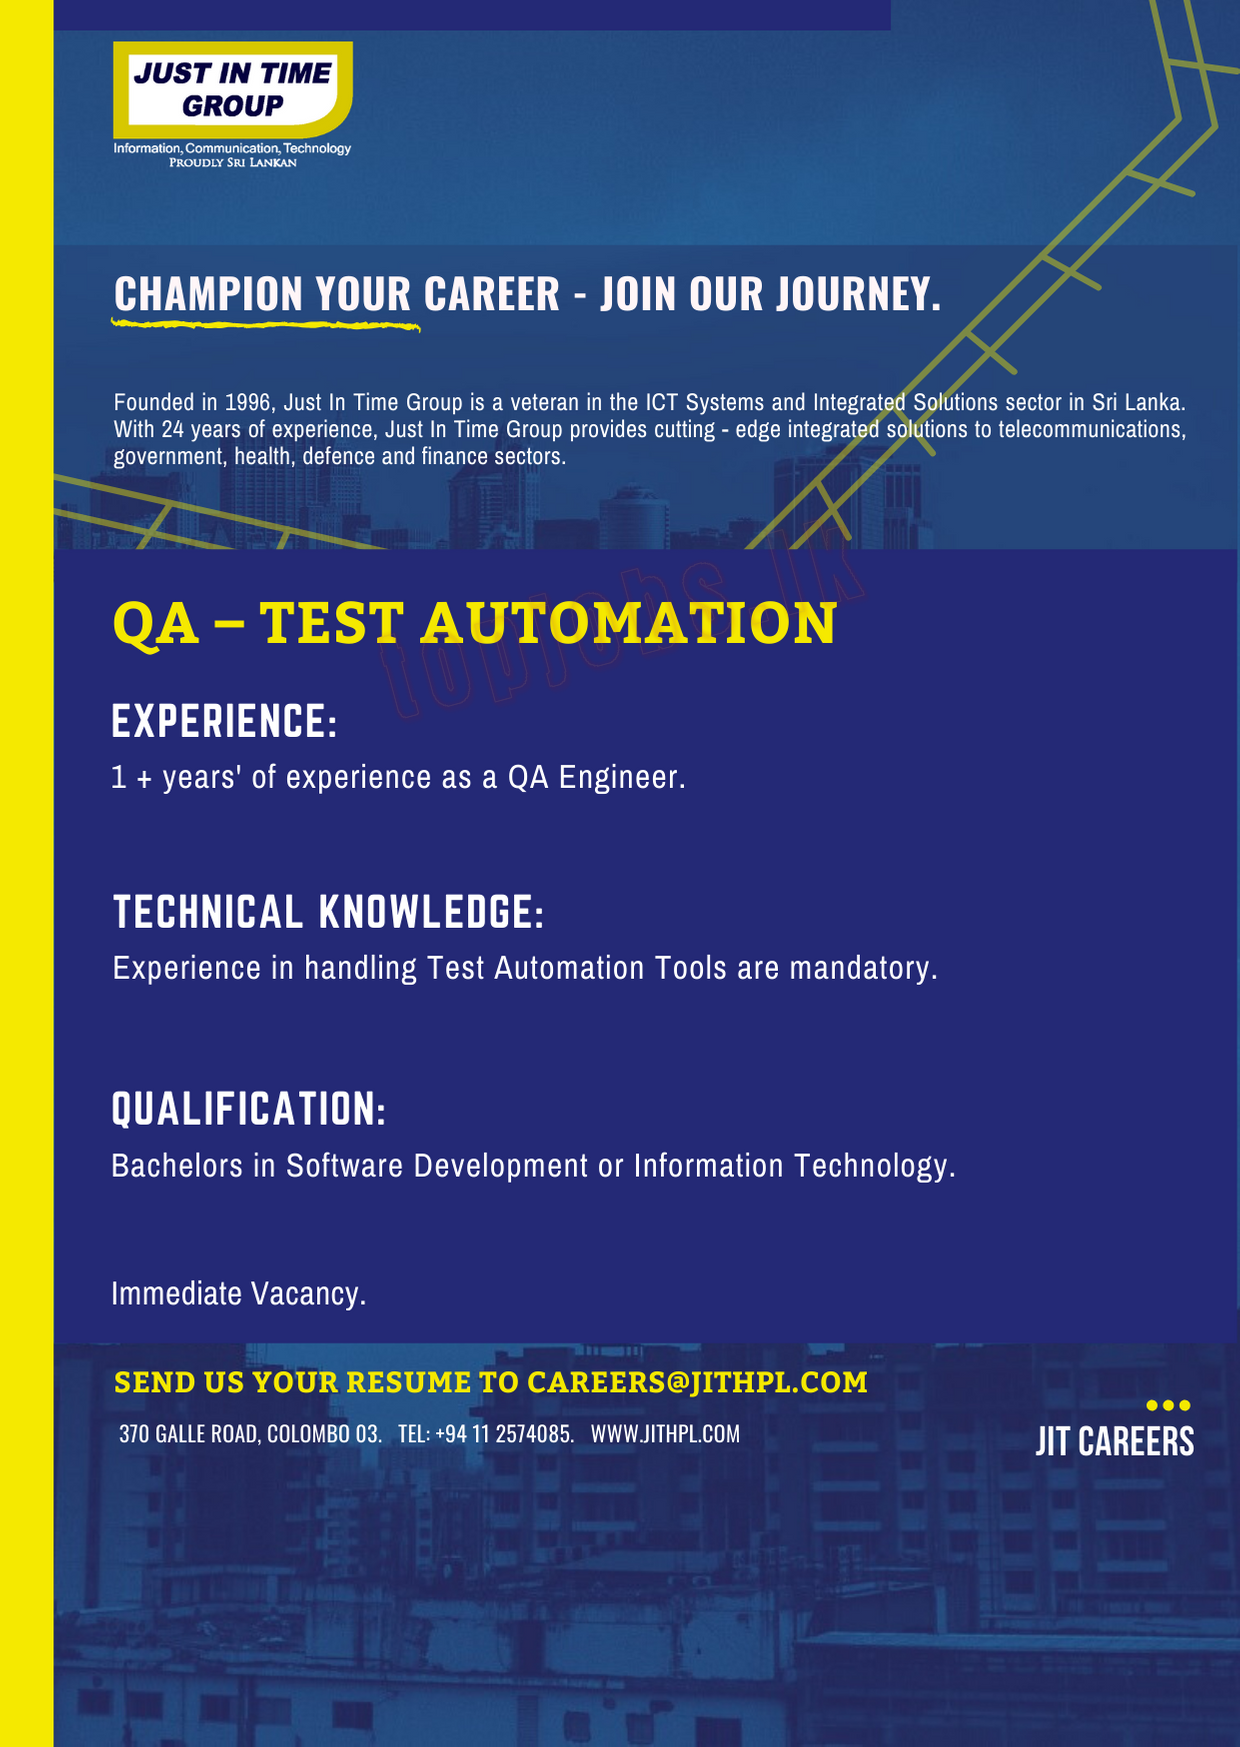 JUST IN TIME
GROUP
Information, Communication, Technology
PROUDLY SRI LANKAN
CHAMPION YOUR CAREER - JOIN OUR JOURNEY.
Founded in 1996, Just In Time Group is a veteran in the ICT Systems and Integrated Solutions sector in Sri Lanka.
With 24 years of experience, Just In Time Group provides cutting - edge integrated solutions to telecommunications,
government, health, defence and finance sectors.
topjobs.lk
QA – TEST AUTOMATION
EXPERIENCE:
1 + years' of experience as a QA Engineer.
TECHNICAL KNOWLEDGE:
Experience in handling Test Automation Tools are mandatory.
QUALIFICATION:
Bachelors in Software Development or Information Technology.
Immediate Vacancy.
SEND US YOUR RESUME TO CAREERS@JITHPL.COM
370 GALLE ROAD, COLOMBO 03. TEL: +94 11 2574085. WWW.JITHPL.COM
JIT CAREERS